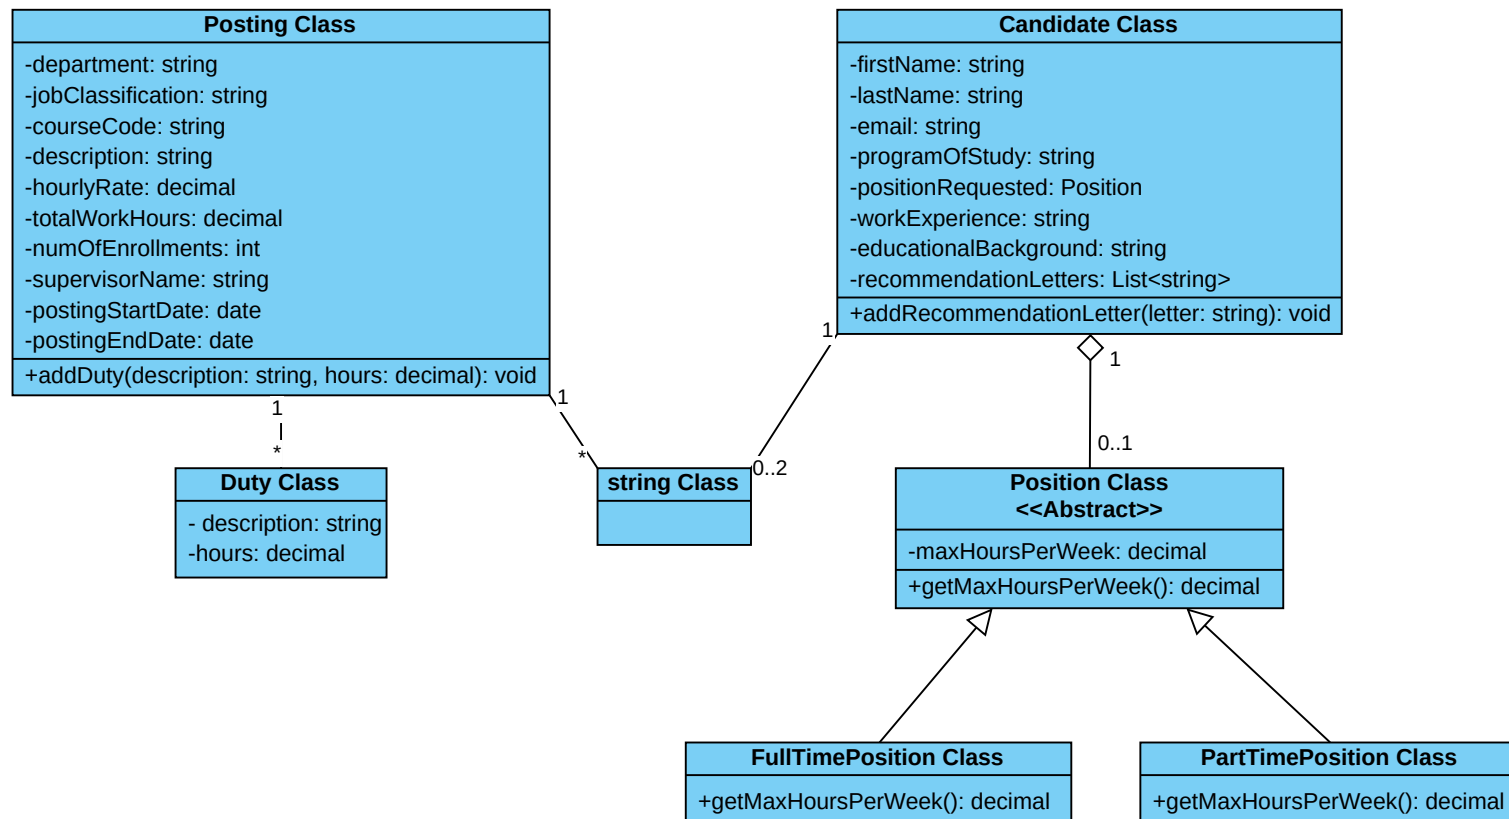 Posting Class
-department: string
-jobClassification: string
-courseCode: string
-description: string
-hourlyRate: decimal
-totalWorkHours: decimal
-numOfEnrollments: int
-supervisorName: string
-postingStartDate: date
-postingEndDate: date
+addDuty(description: string, hours: decimal): void
Candidate Class
-firstName: string
-lastName: string
-email: string
-programOfStudy: string
-positionRequested: Position
-workExperience: string
-educationalBackground: string
-recommendationLetters: List<string>
+addRecommendationLetter(letter: string): void
1
*
1
*
1
0..2
1
0..1
Duty Class
- description: string
-hours: decimal
string Class
Position Class
<<Abstract>>
-maxHoursPerWeek: decimal
+getMaxHoursPerWeek(): decimal
FullTimePosition Class
+getMaxHoursPerWeek(): decimal
PartTimePosition Class
+getMaxHoursPerWeek(): decimal